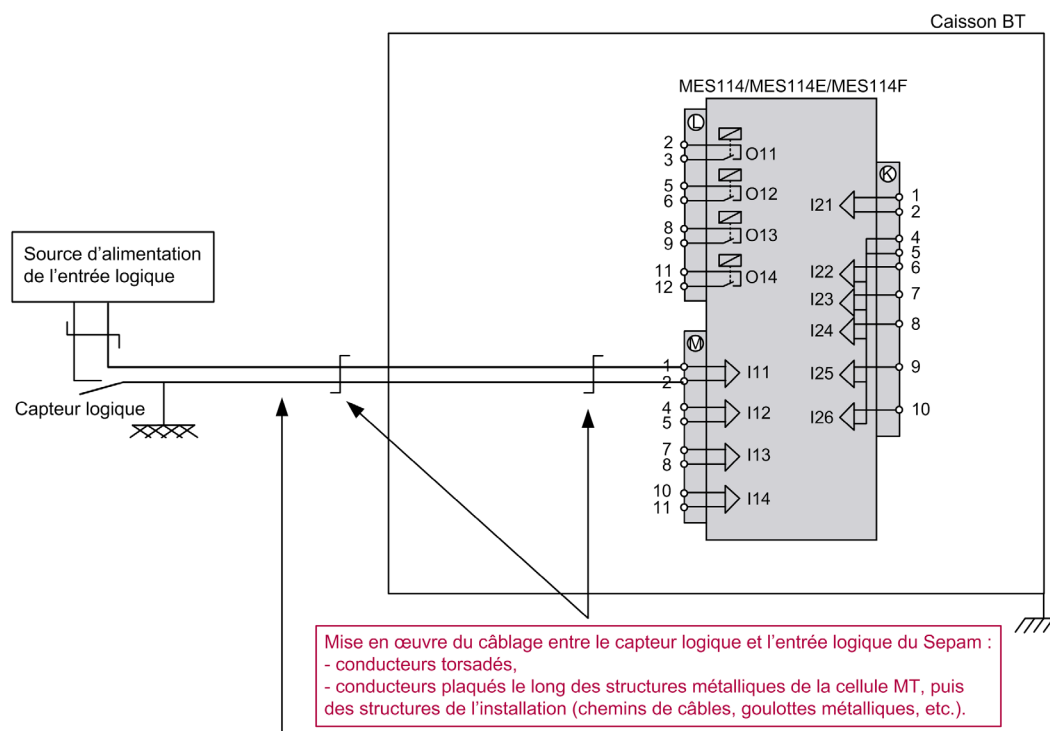 Caisson BT
MES114/MES114E/MES114F
L
2
3
O11
5
6
O12
8
9
O13
11
12
O14
K
I21
1
2
4
5
I22
6
I23
7
I24
8
I25
9
I26
10
Source d'alimentation
de l'entrée logique
Capteur logique
M
1
2
I11
4
5
I12
7
8
I13
10
11
I14
Mise en œuvre du câblage entre le capteur logique et l'entrée logique du Sepam :
- conducteurs torsadés,
- conducteurs plaqués le long des structures métalliques de la cellule MT, puis
des structures de l'installation (chemins de câbles, goulottes métalliques, etc.).